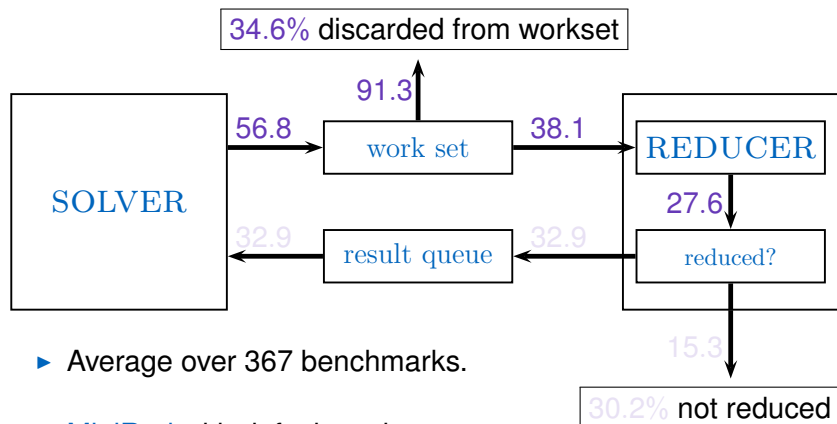 34.6% discarded from workset
91.3
56.8
work set
38.1
REDUCER
SOLVER
27.6
32.9
result queue
32.9
reduced?
15.3
► Average over 367 benchmarks.
30.2% not reduced